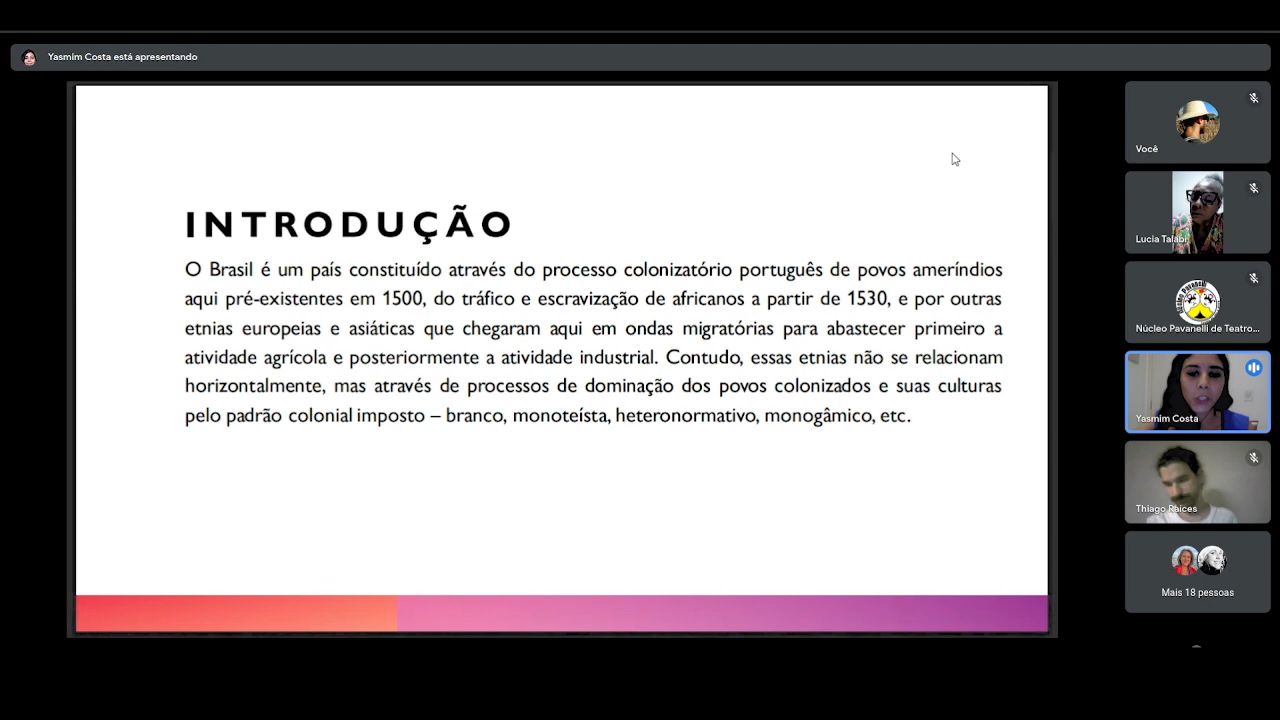 Yasmim Costa está apresentando
INTRODUÇÃO
O Brasil é um país constituído através do processo colonizatório português de povos ameríndios
aqui pré-existentes em 1500, do tráfico e escravização de africanos a partir de 1530, e por outras
etnias europeias e asiáticas que chegaram aqui em ondas migratórias para abastecer primeiro a
atividade agrícola e posteriormente a atividade industrial. Contudo, essas etnias não se relacionam
horizontalmente, mas através de processos de dominação dos povos colonizados e suas culturas
pelo padrão colonial imposto – branco, monoteísta, heteronormativo, monogâmico, etc.
Você
Lucia Talabi
Núcleo Pavanelli de Teatro...
Yasmim Costa
Thiago Raices
Mais 18 pessoas